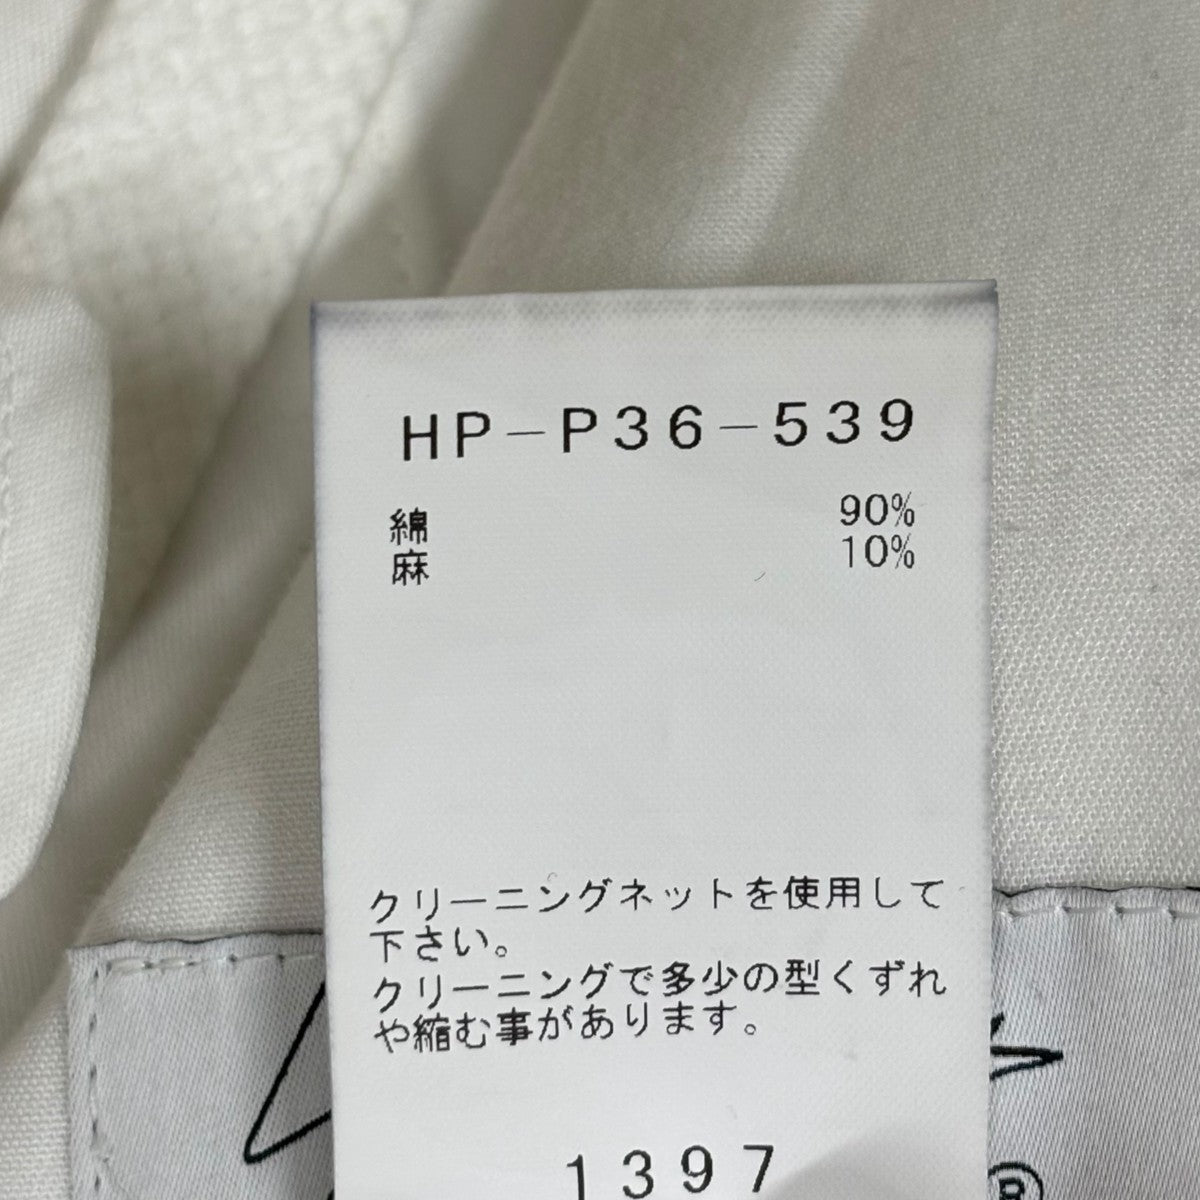 HP-P36-539
綿 90%
麻 10%
クリーニングネットを使用して
下さい。
クリーニングで多少の型くずれ
や縮む事があります。
1397
®